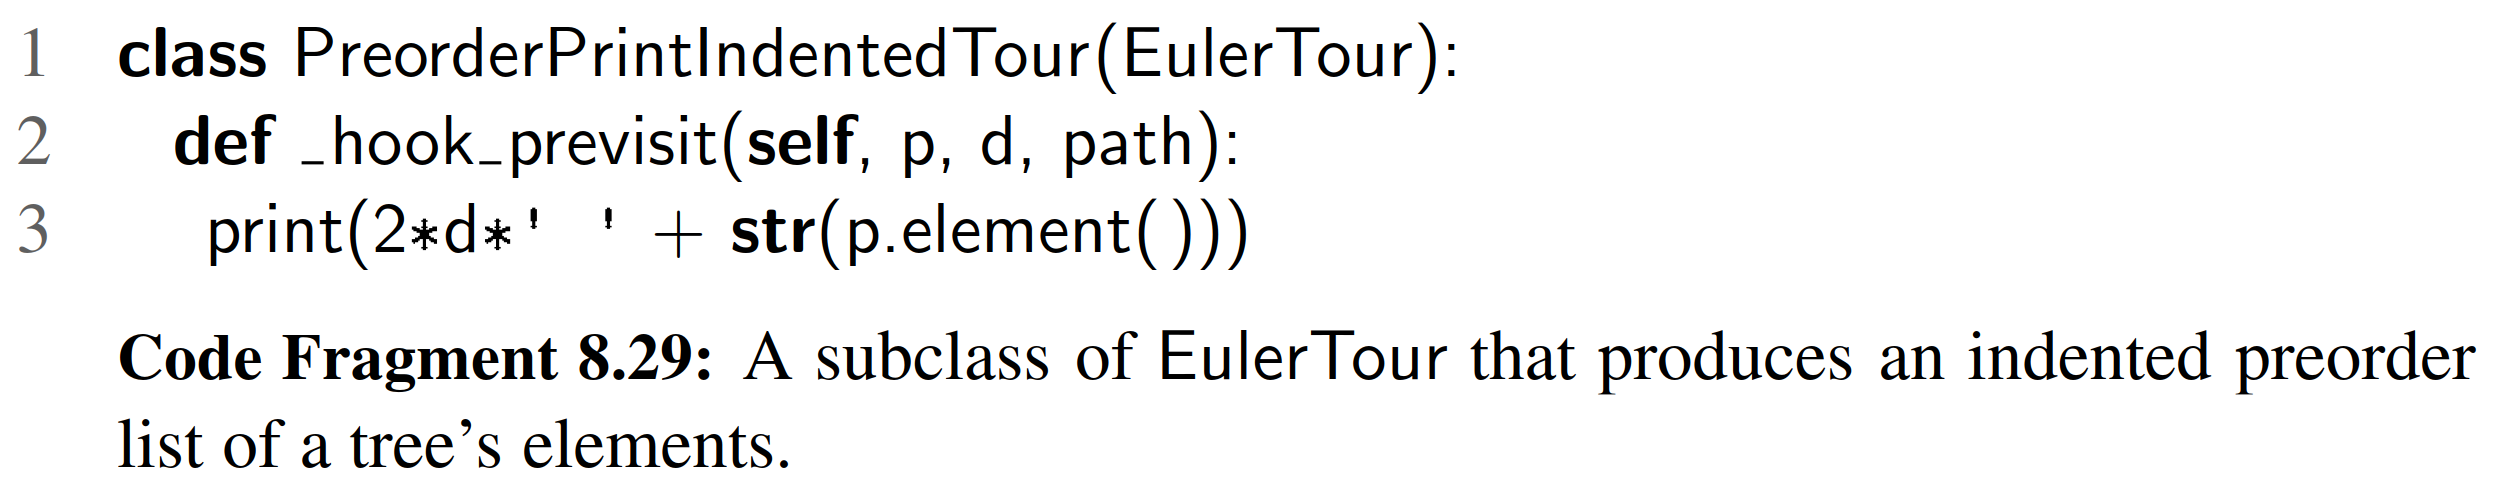 1 class PreorderPrintIndentedTour(EulerTour):
2 def _hook_previsit(self, p, d, path):
3 print(2*d*' ' + str(p.element()))
Code Fragment 8.29: A subclass of EulerTour that produces an indented preorder
list of a tree’s elements.